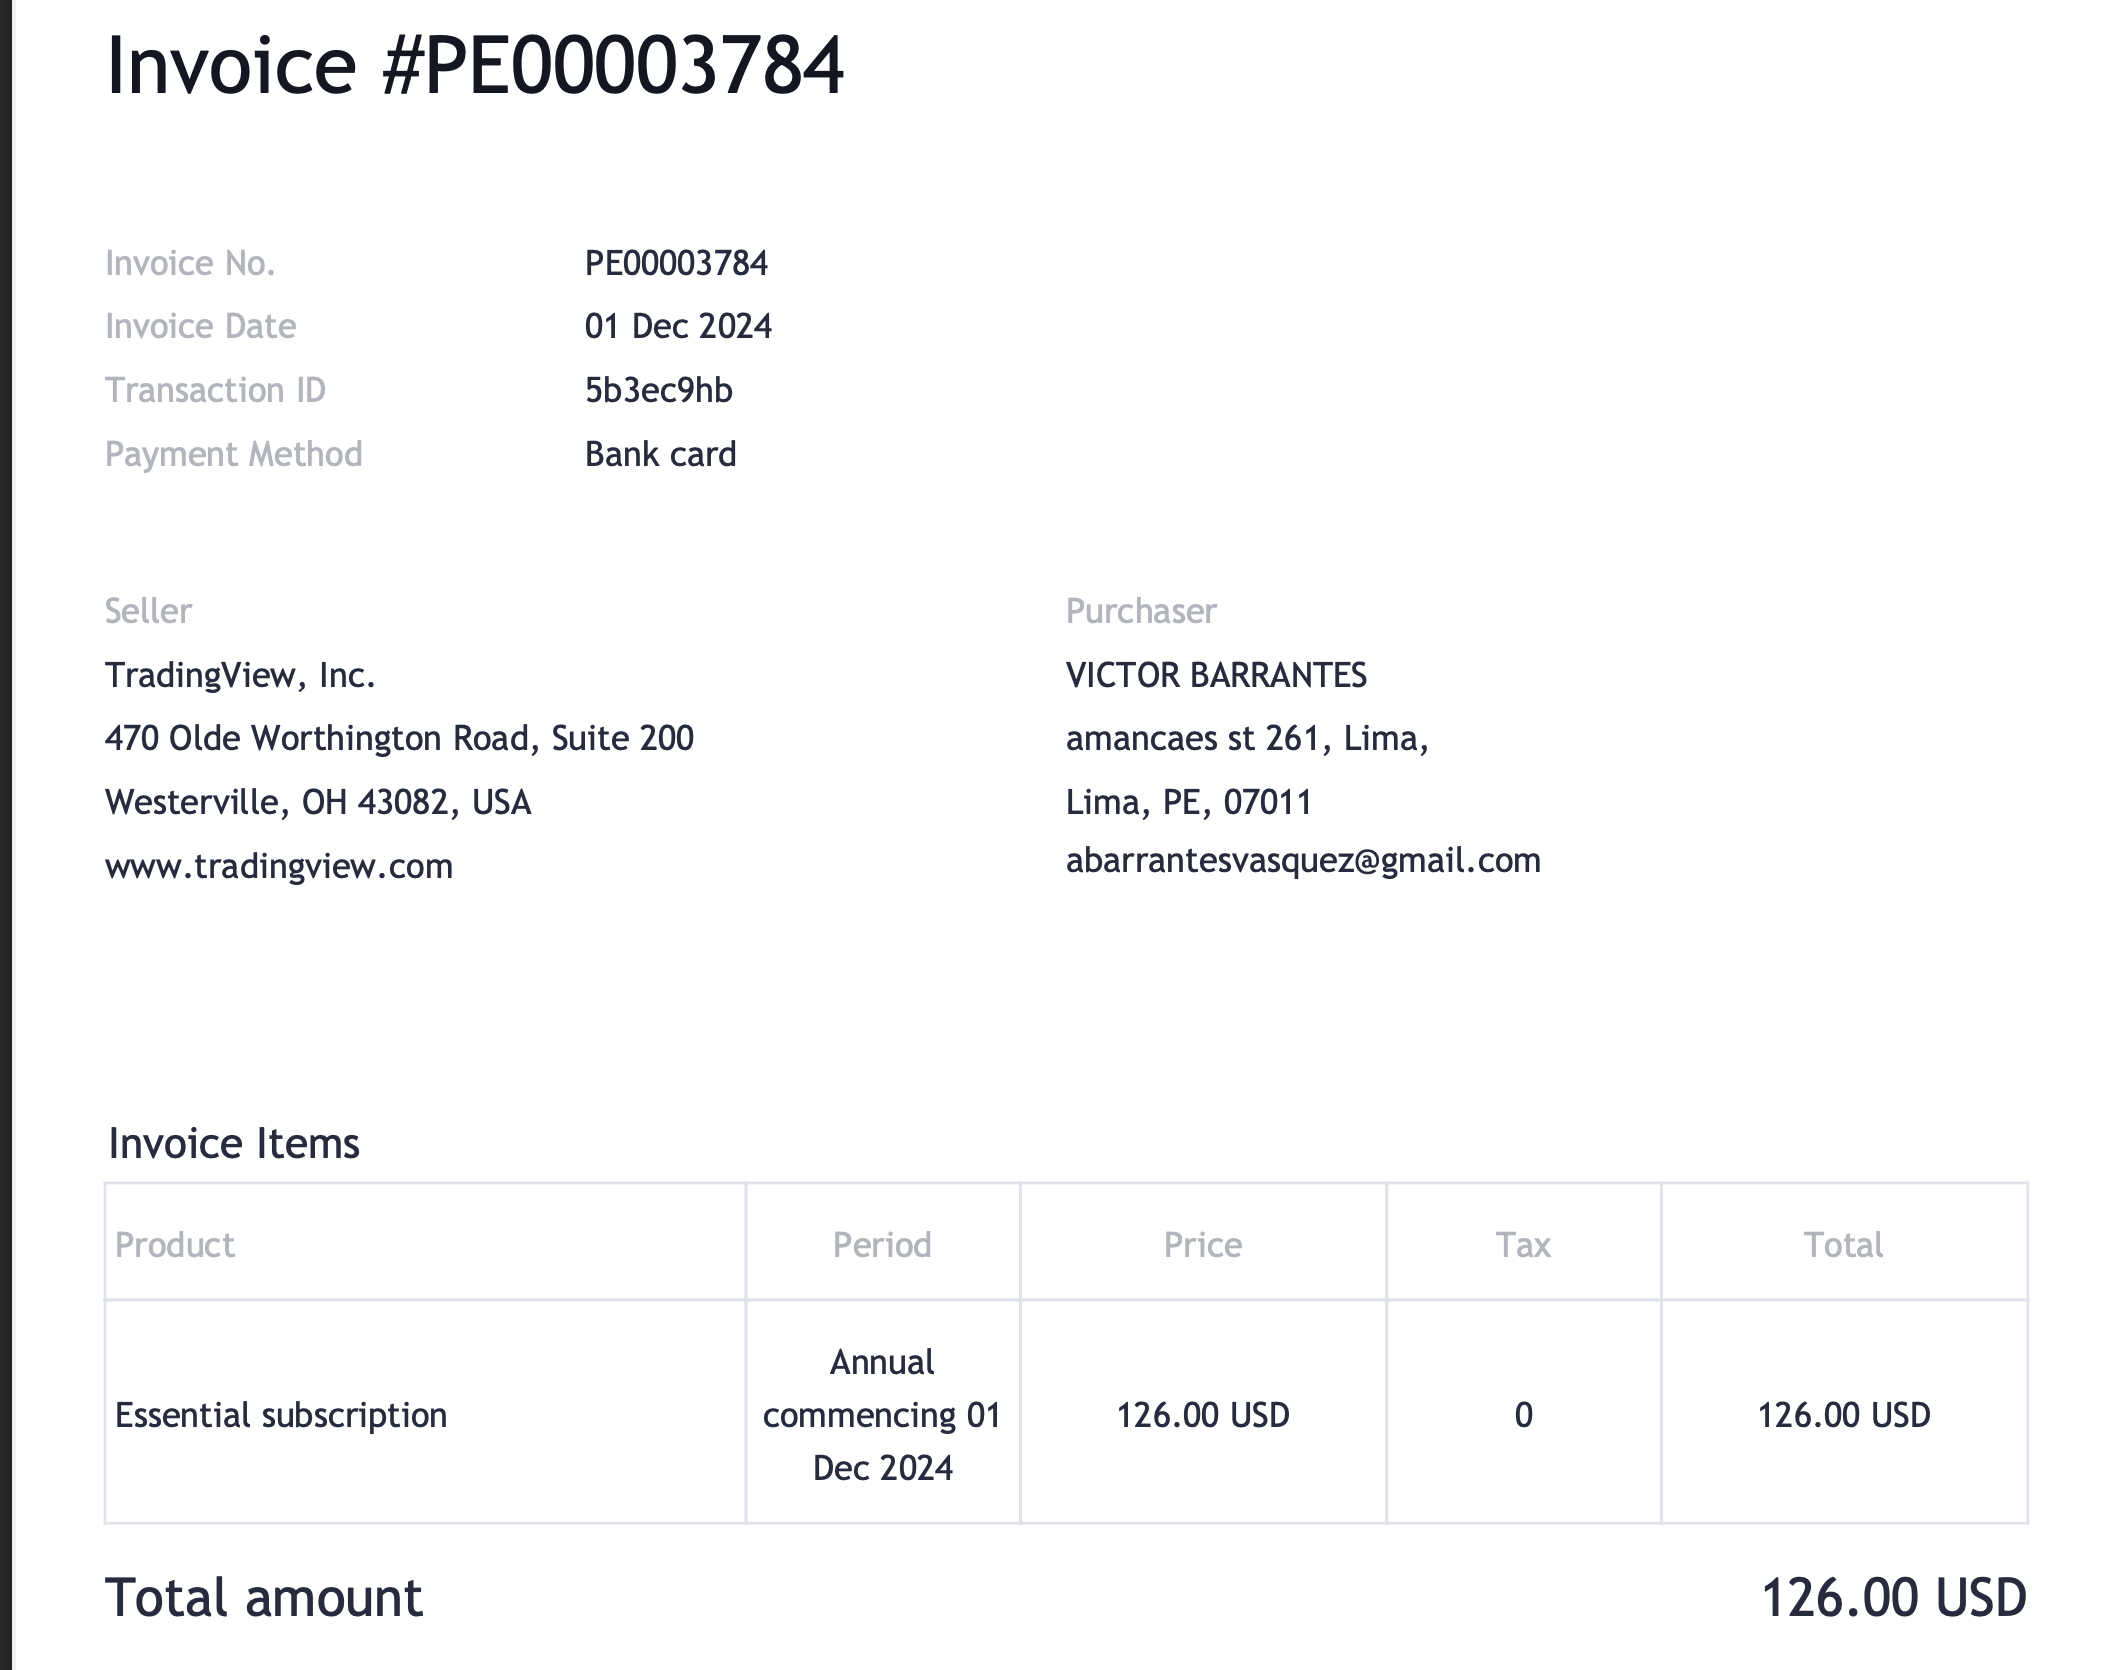 Invoice #PE00003784
Invoice No. PE00003784
Invoice Date 01 Dec 2024
Transaction ID 5b3ec9hb
Payment Method Bank card
Seller
TradingView, Inc.
470 Olde Worthington Road, Suite 200
Westerville, OH 43082, USA
www.tradingview.com
Purchaser
VICTOR BARRANTES
amancaes st 261, Lima,
Lima, PE, 07011
abarrantesvasquez@gmail.com
Invoice Items
Product Period Price Tax Total
Essential subscription
Annual
commencing 01
Dec 2024
126.00 USD
0
126.00 USD
Total amount 126.00 USD